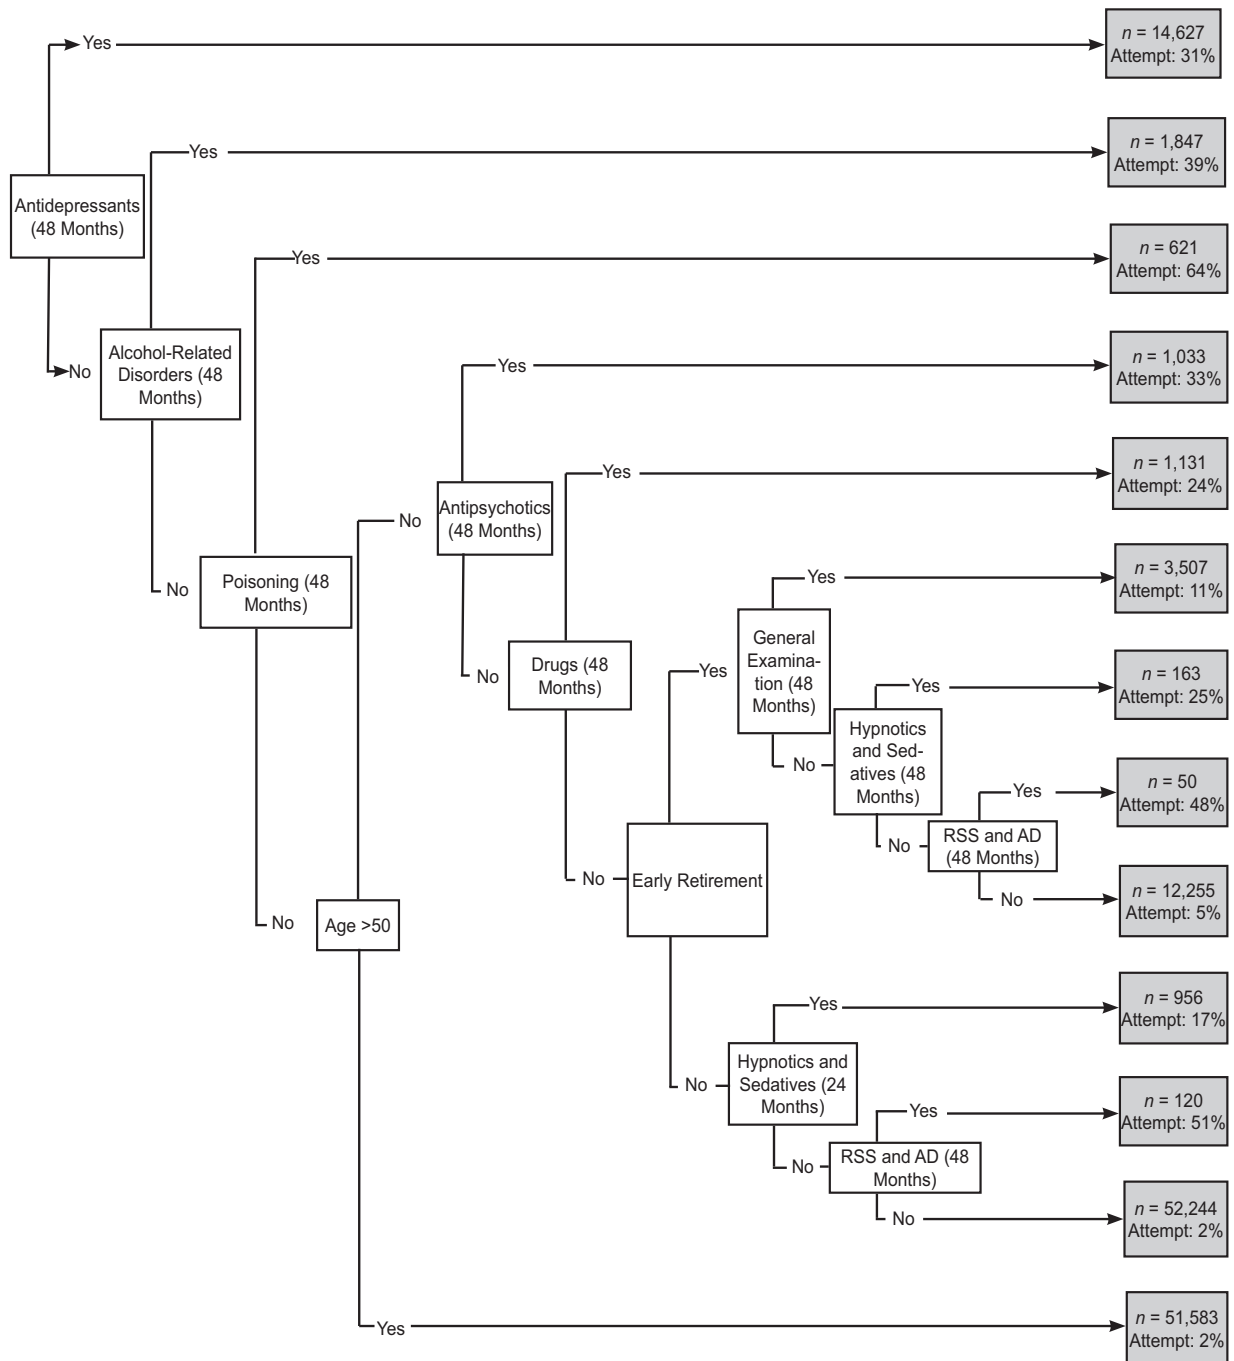 Yes
n = 14,627
Attempt: 31%
Yes
n = 1,847
Attempt: 39%
Antidepressants
(48 Months)
Yes
n = 621
Attempt: 64%
No
Alcohol-Related
Disorders (48
Months)
Yes
n = 1,033
Attempt: 33%
Yes
n = 1,131
Attempt: 24%
No
Antipsychotics
(48 Months)
No
Poisoning (48
Months)
Yes
n = 3,507
Attempt: 11%
General
Examina-
tion (48
Months)
No
Drugs (48
Months)
Yes
Yes
n = 163
Attempt: 25%
No
Hypnotics
and Sed-
atives (48
Months)
Yes
n = 50
Attempt: 48%
No
RSS and AD
(48 Months)
No
Early Retirement
No
n = 12,255
Attempt: 5%
No
Age >50
Yes
n = 956
Attempt: 17%
No
Hypnotics and
Sedatives (24
Months)
Yes
n = 120
Attempt: 51%
No
RSS and AD (48
Months)
No
n = 52,244
Attempt: 2%
Yes
n = 51,583
Attempt: 2%